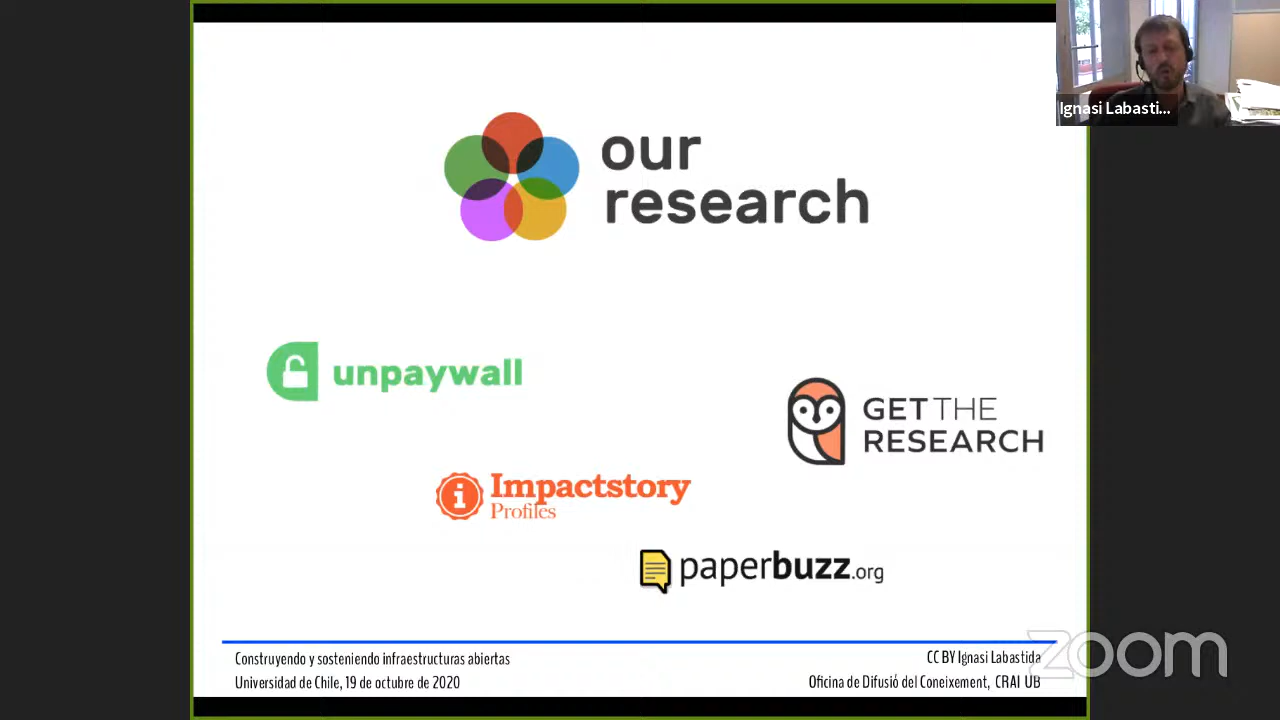 Ignasi Labasti...
our
research
unpaywall
GET THE
RESEARCH
Impactstory
Profiles
paperbuzz.org
Construyendo y sosteniendo infraestructuras abiertas
Universidad de Chile, 19 de octubre de 2020
CC BY Ignasi Labastida
Oficina de Difusió del Coneixement, CRAI UB
zoom